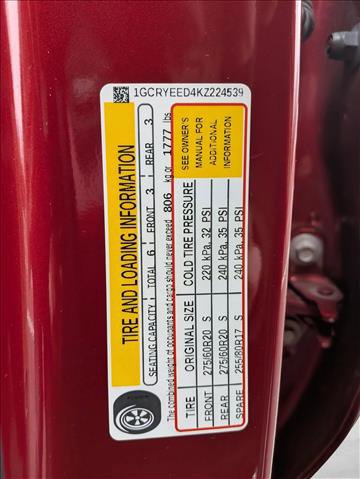 1GCRYEED4KZ224539
TIRE AND LOADING INFORMATION
SEATING CAPACITY TOTAL 6 FRONT 3 REAR 3
The combined weight of occupants and cargo should never exceed 806 kg or 1777 lbs
TIRE ORIGINAL SIZE COLD TIRE PRESSURE
FRONT 275/60R20 S 220 kPa, 32 PSI
REAR 275/60R20 S 240 kPa, 35 PSI
SPARE 255/80R17 S 240 kPa, 35 PSI
SEE OWNER'S
MANUAL FOR
ADDITIONAL
INFORMATION